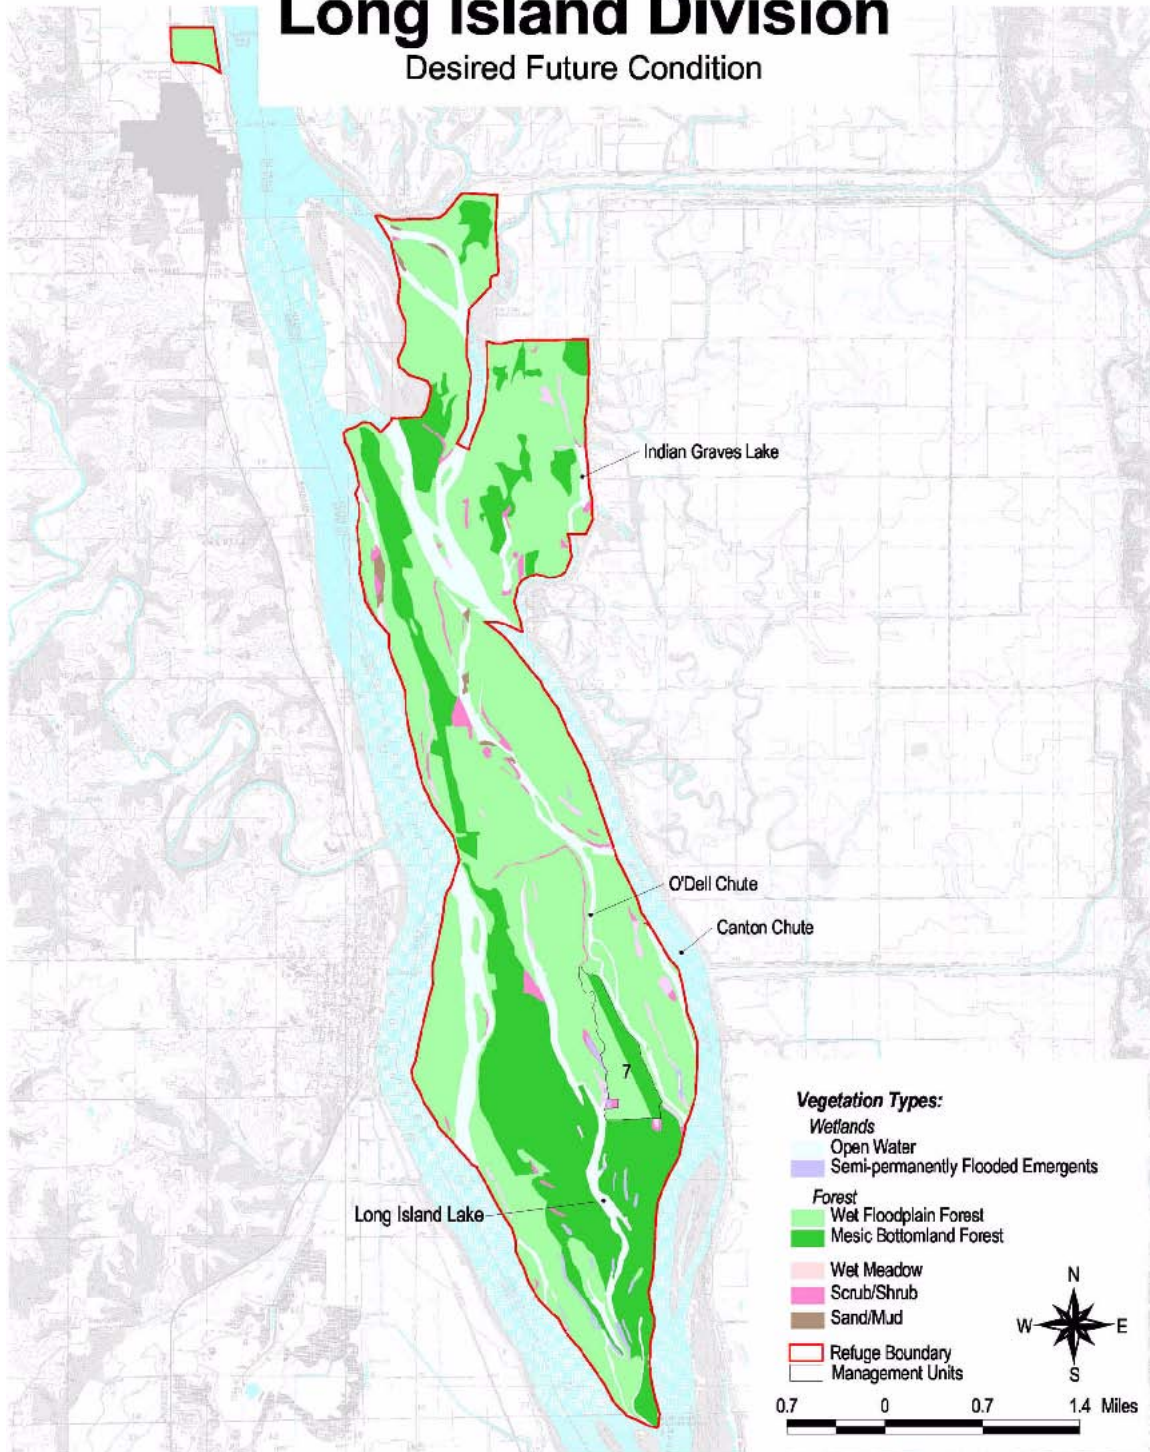 Long Island Division
Desired Future Condition
Indian Graves Lake
O'Dell Chute
Canton Chute
7
Long Island Lake
Vegetation Types:
Wetlands
Open Water
Semi-permanently Flooded Emergents
Forest
Wet Floodplain Forest
Mesic Bottomland Forest
Wet Meadow
Scrub/Shrub
Sand/Mud
Refuge Boundary
Management Units
N
W E
S
0.7 0 0.7 1.4 Miles